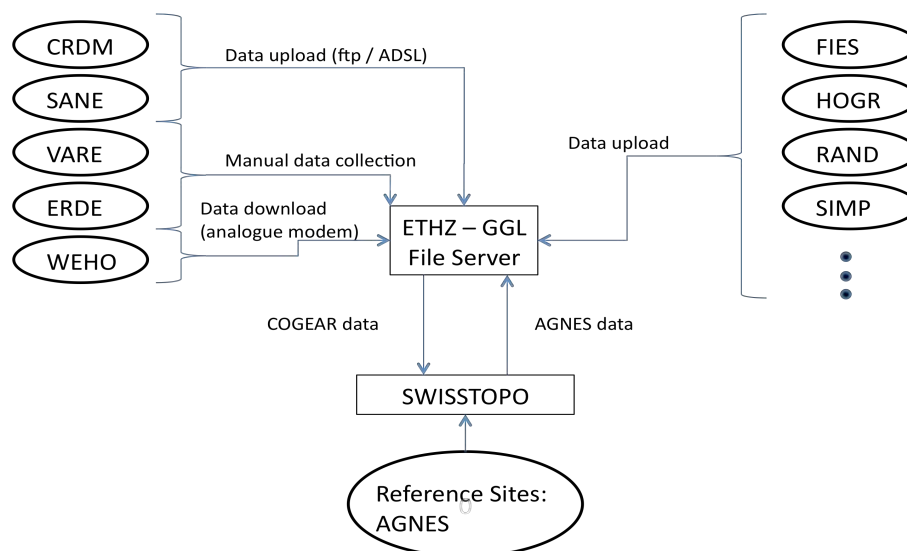 CRDM
SANE
VARE
ERDE
WEHO
Data upload (ftp / ADSL)
Manual data collection
Data download
(analogue modem)
ETHZ – GGL
File Server
Data upload
FIES
HOGR
RAND
SIMP
COGEAR data
AGNES data
SWISSTOPO
Reference Sites:
AGNES
0